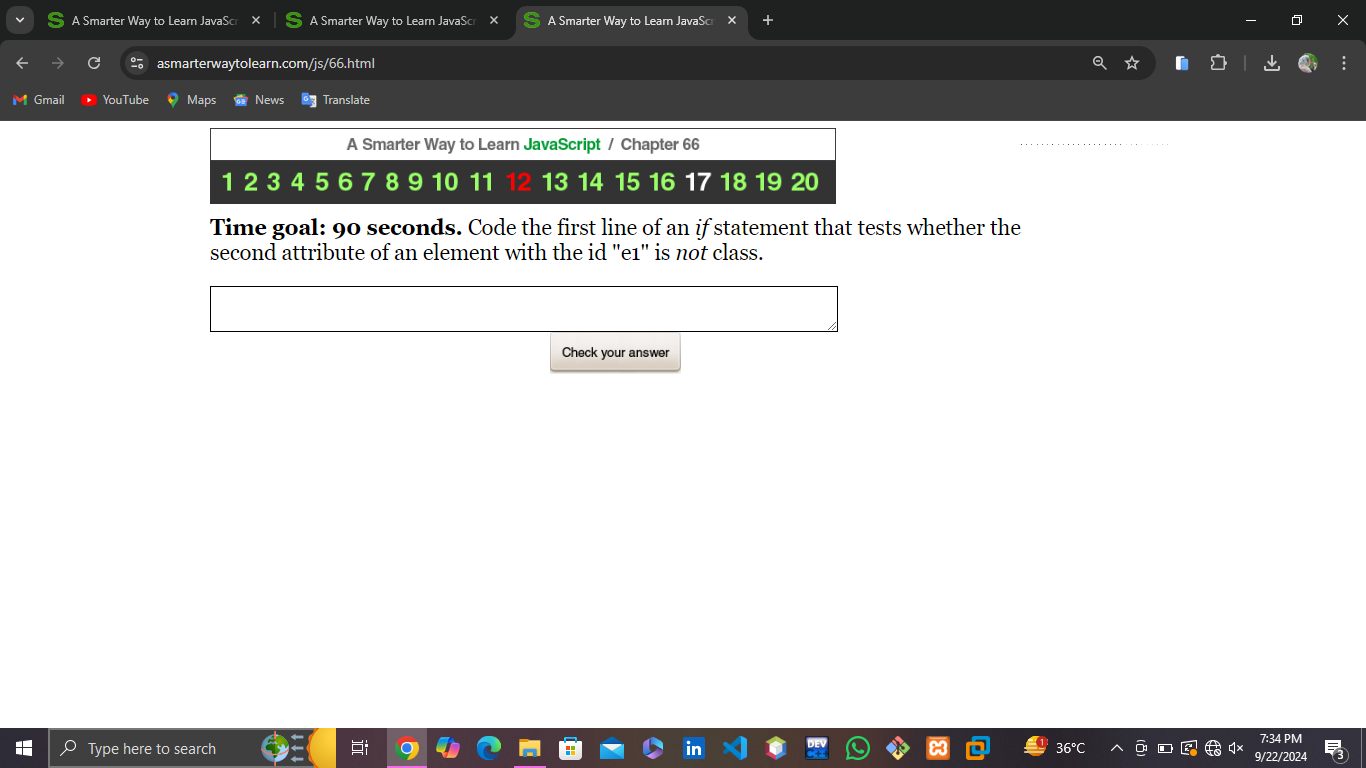 A Smarter Way to Learn JavaSc
A Smarter Way to Learn JavaScr
A Smarter Way to Learn JavaSc
asmarterwaytolearn.com/js/66.html
Gmail YouTube Maps News Translate
A Smarter Way to Learn JavaScript / Chapter 66
1 2 3 4 5 6 7 8 9 10 11 12 13 14 15 16 17 18 19 20
Time goal: 90 seconds. Code the first line of an if statement that tests whether the
second attribute of an element with the id "e1" is not class.
Check your answer
Type here to search
DEV
1
36°C
7:34 PM
9/22/2024
3